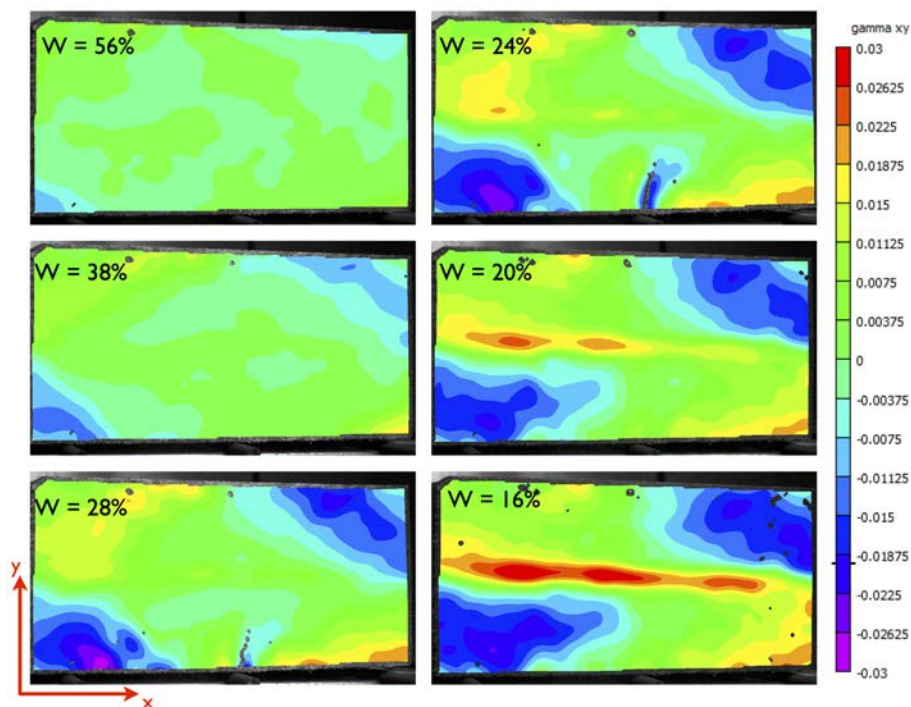 W = 56%
W = 24%
W = 38%
W = 20%
W = 28%
W = 16%
y
x
gamma xy
0.03
0.02625
0.0225
0.01875
0.015
0.01125
0.0075
0.00375
0
-0.00375
-0.0075
-0.01125
-0.015
-0.01875
-0.0225
-0.02625
-0.03